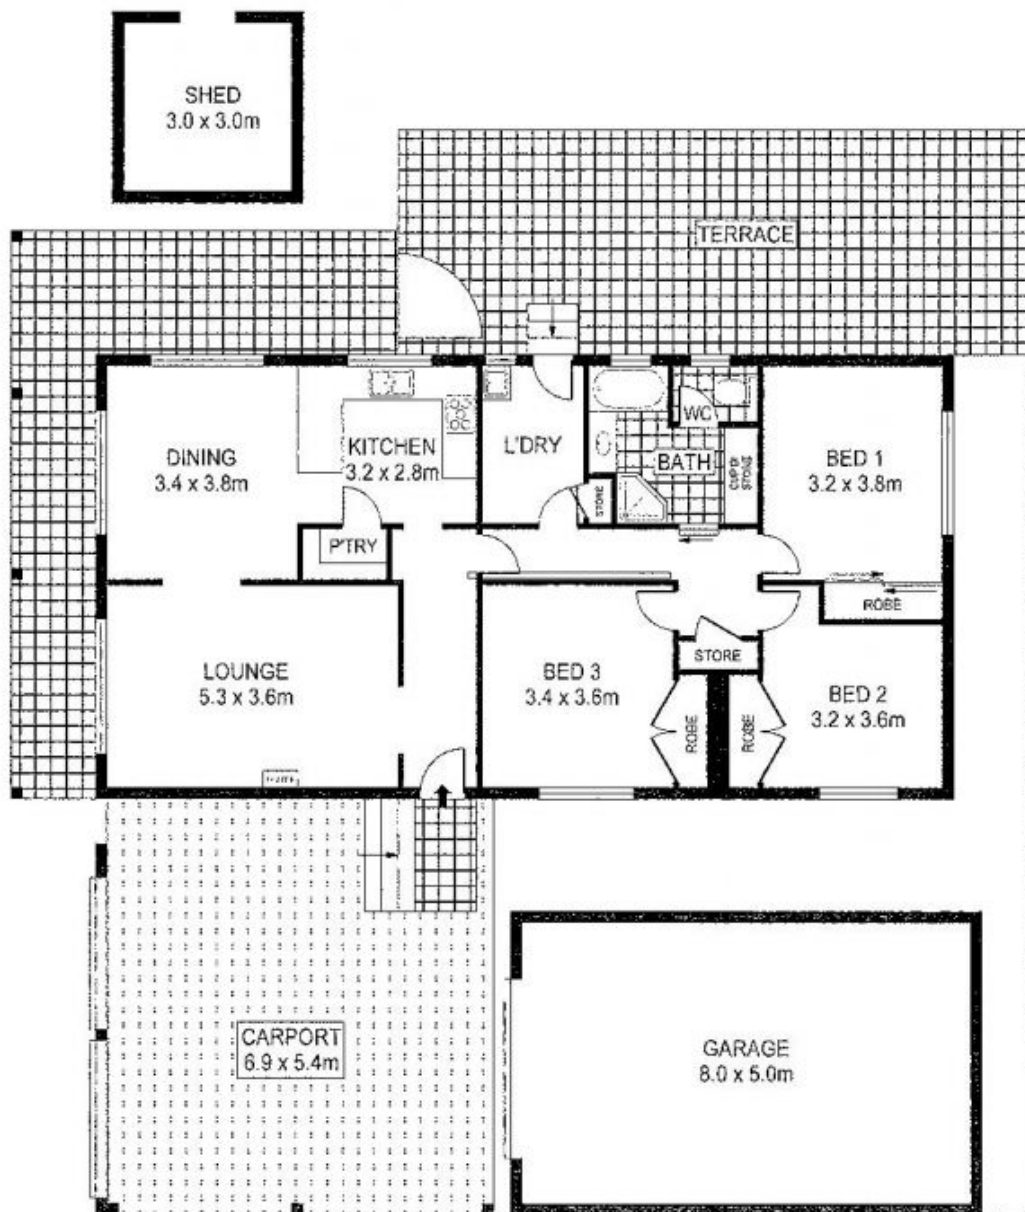 SHED
3.0 x 3.0m
TERRACE
DINING
3.4 x 3.8m
KITCHEN
3.2 x 2.8m
L'DRY
WC
BATH
STORE
STORE
BED 1
3.2 x 3.8m
P'TRY
ROBE
LOUNGE
5.3 x 3.6m
BED 3
3.4 x 3.6m
STORE
BED 2
3.2 x 3.6m
ROBE
ROBE
CARPORT
6.9 x 5.4m
GARAGE
8.0 x 5.0m